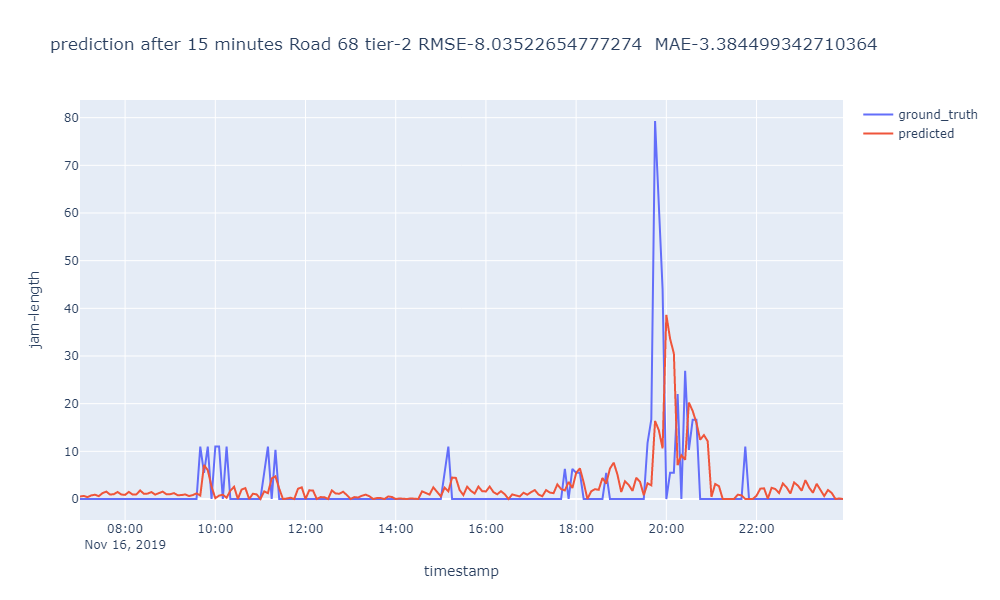 prediction after 15 minutes Road 68 tier-2 RMSE-8.03522654777274  MAE-3.384499342710364
ground_truth
predicted
80
70
60
50
40
30
20
10
0
jam-length
08:00
10:00
12:00
14:00
16:00
18:00
20:00
22:00
Nov 16, 2019
timestamp